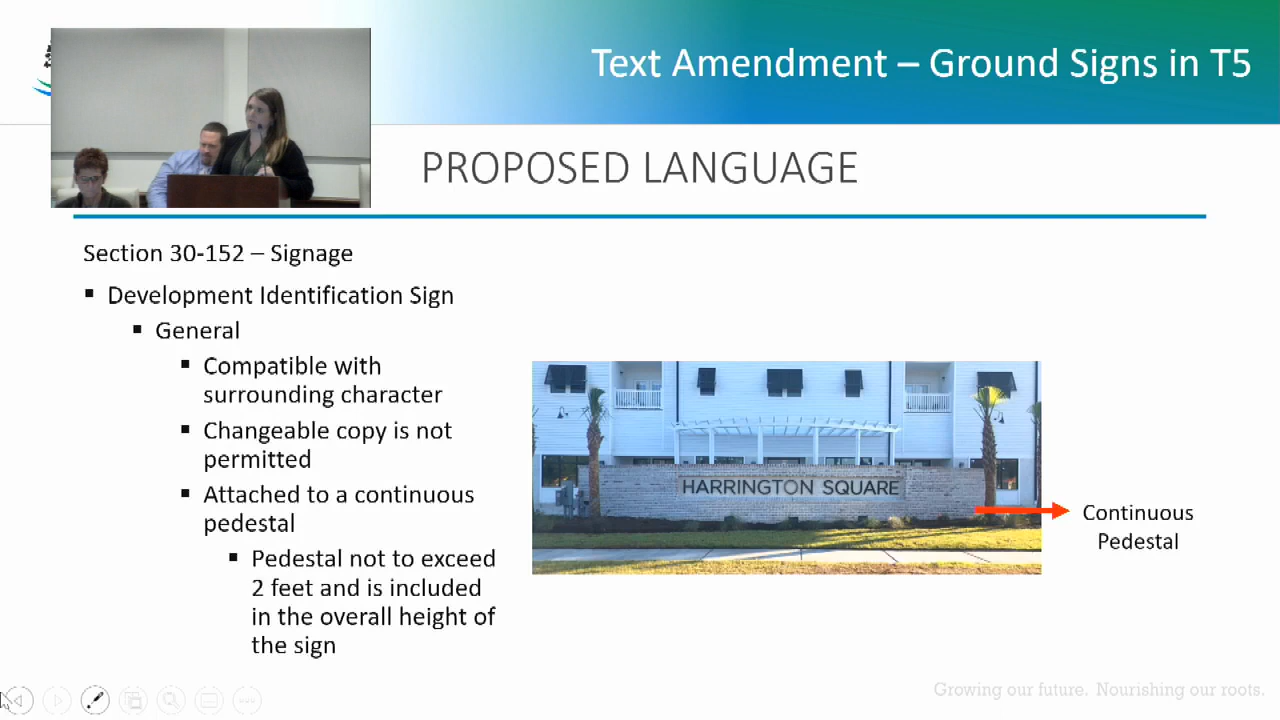 Text Amendment – Ground Signs in T5
PROPOSED LANGUAGE
Section 30-152 – Signage
▪ Development Identification Sign
▪ General
▪ Compatible with
surrounding character
▪ Changeable copy is not
permitted
▪ Attached to a continuous
pedestal
▪ Pedestal not to exceed
2 feet and is included
in the overall height of
the sign
HARRINGTON SQUARE
Continuous
Pedestal
Growing our future. Nourishing our roots.